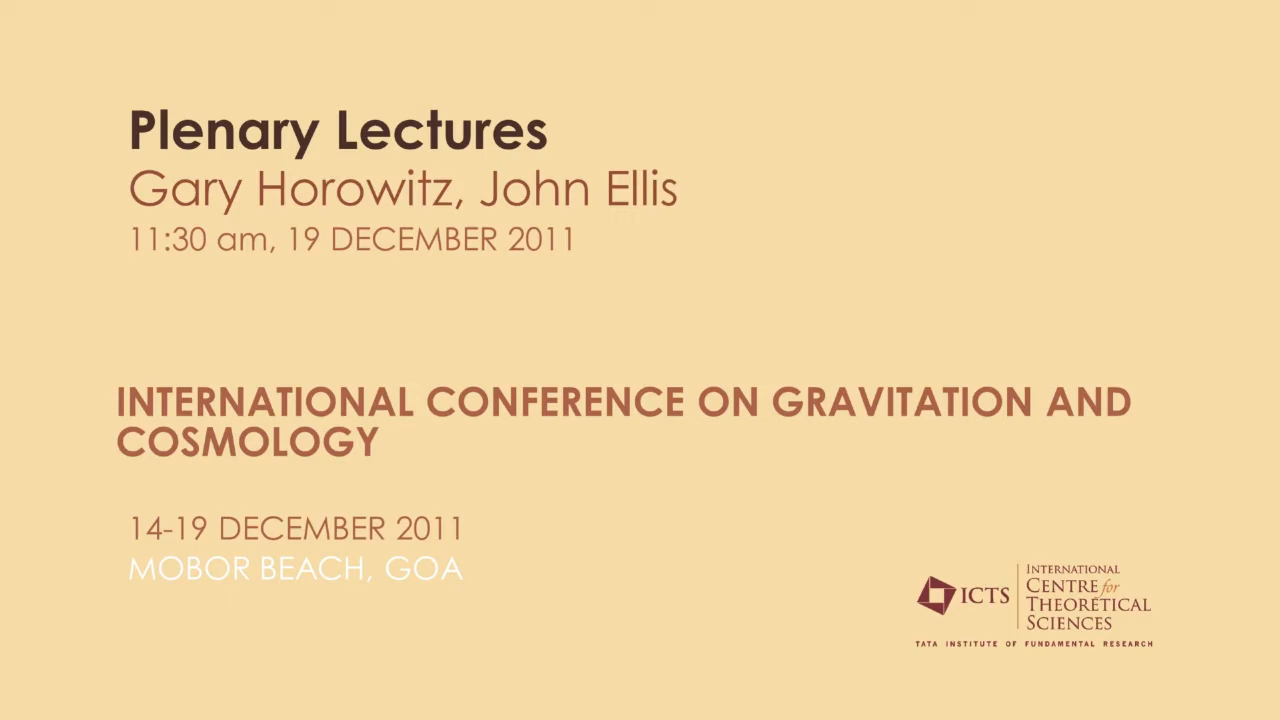 Plenary Lectures
Gary Horowitz, John Ellis
11:30 am, 19 DECEMBER 2011
INTERNATIONAL CONFERENCE ON GRAVITATION AND
COSMOLOGY
14-19 DECEMBER 2011
MOBOR BEACH, GOA
ICTS
INTERNATIONAL
CENTRE for
THEORETICAL
SCIENCES
TATA INSTITUTE OF FUNDAMENTAL RESEARCH